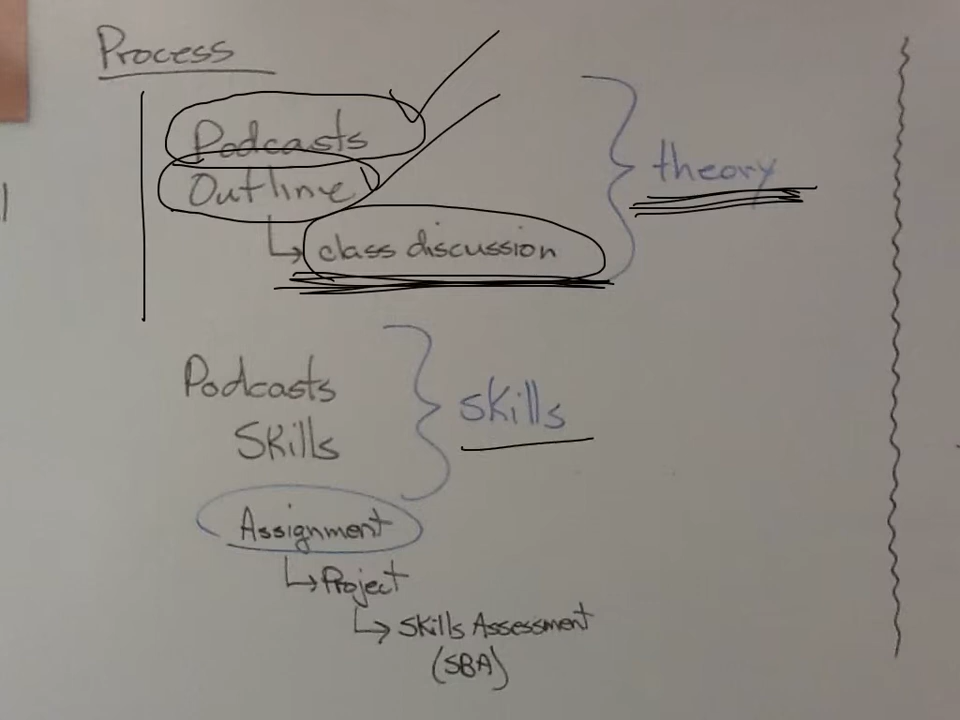 Process
Podcasts
Outline
class discussion
theory
Podcasts
Skills
skills
Assignment
Project
Skills Assessment
(SBA)